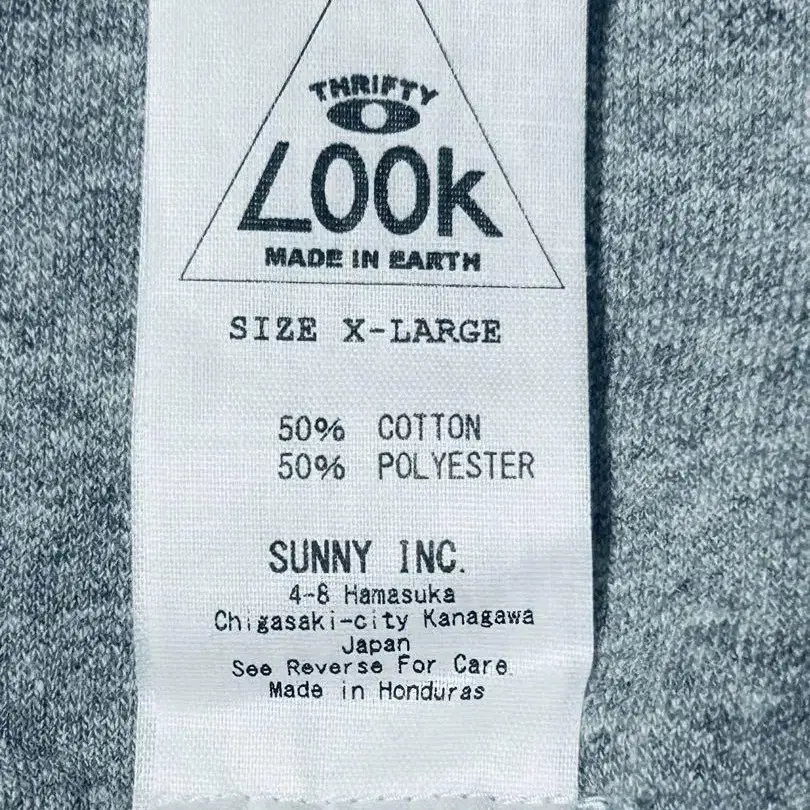 THRIFTY
LOOK
MADE IN EARTH
SIZE X-LARGE
50% COTTON
50% POLYESTER
SUNNY INC.
4-8 Hamasuka
Chigasaki-city Kanagawa
Japan
See Reverse For Care
Made in Honduras